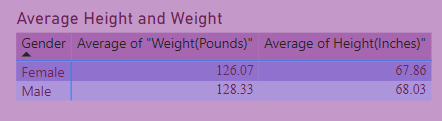 Average Height and Weight
Gender Average of "Weight(Pounds)" Average of Height(Inches)"
Female 126.07 67.86
Male 128.33 68.03